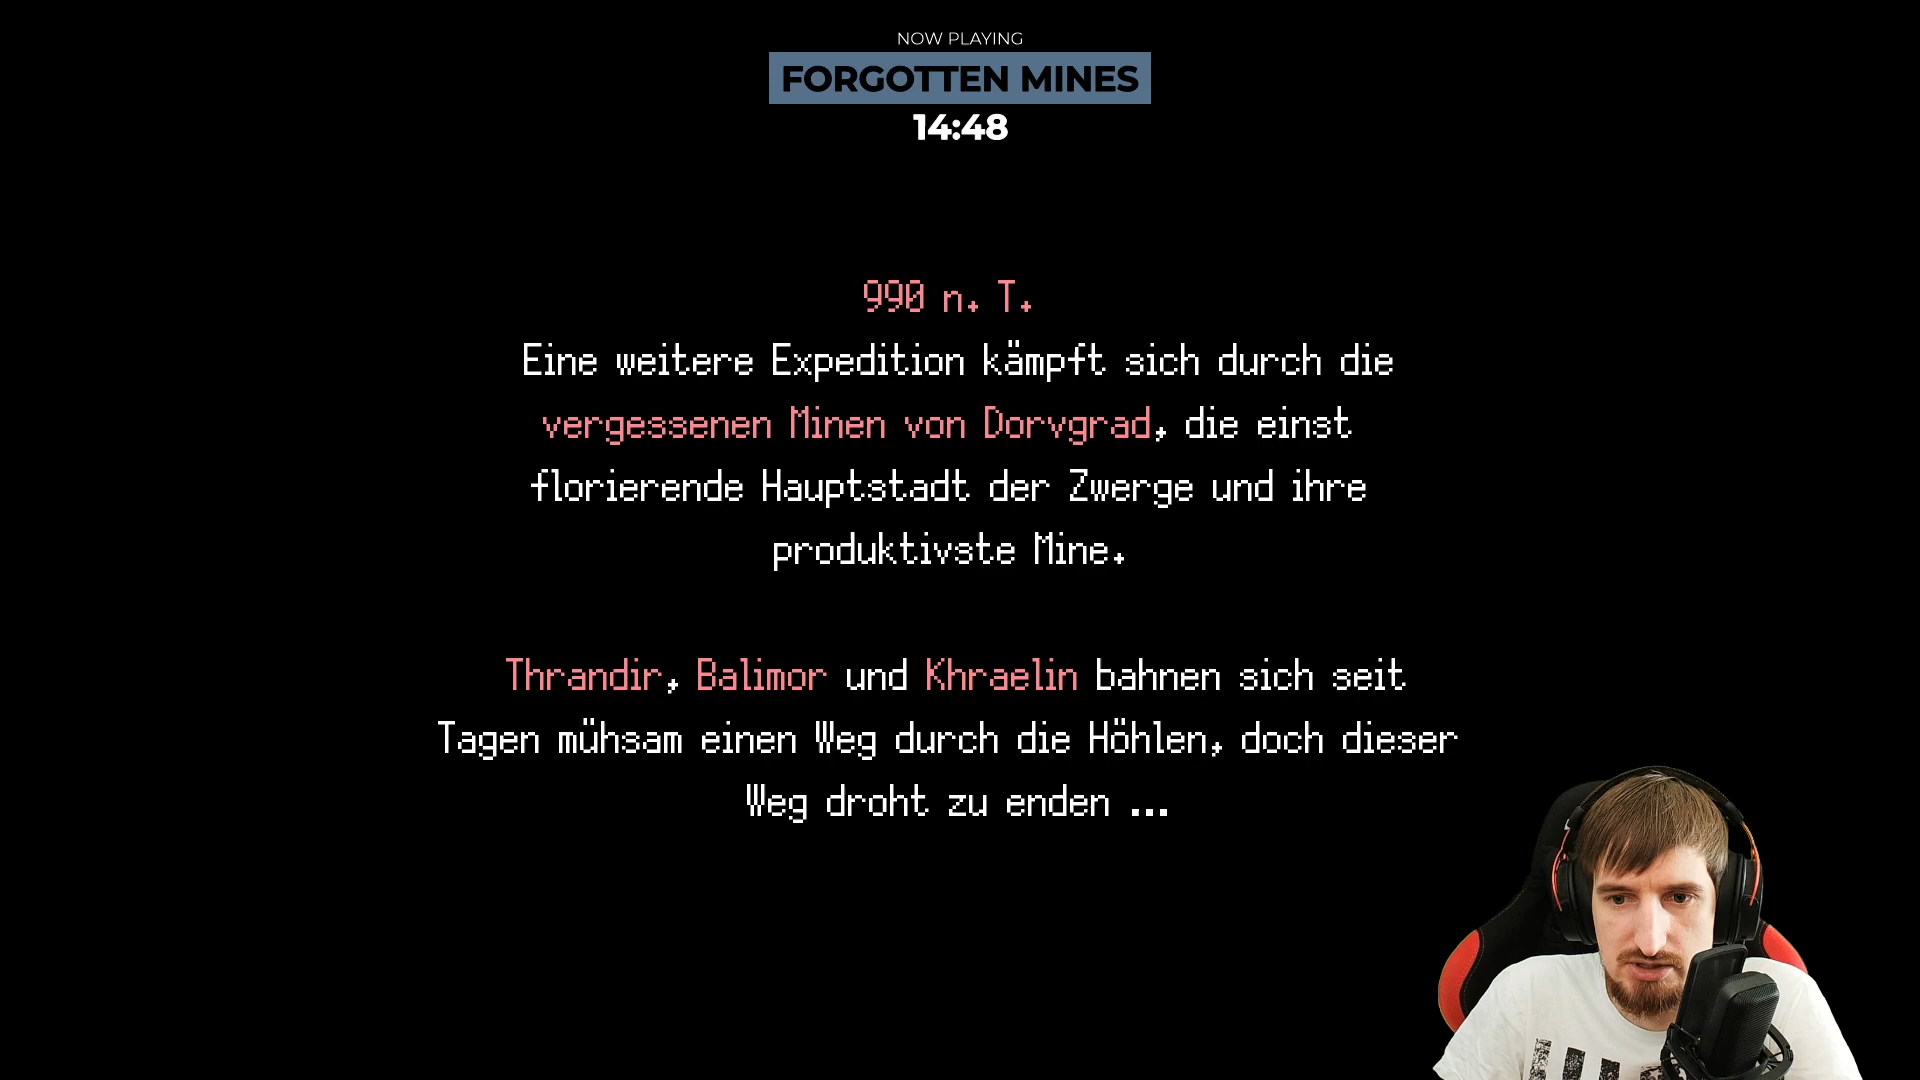 NOW PLAYING
FORGOTTEN MINES
14:48
990 n. T.
Eine weitere Expedition kämpft sich durch die
vergessenen Minen von Dorvgrad, die einst
florierende Hauptstadt der Zwerge und ihre
produktivste Mine.
Thrandir, Balimor und Khraelin bahnen sich seit
Tagen mühsam einen Weg durch die Höhlen, doch dieser
Weg droht zu enden ...